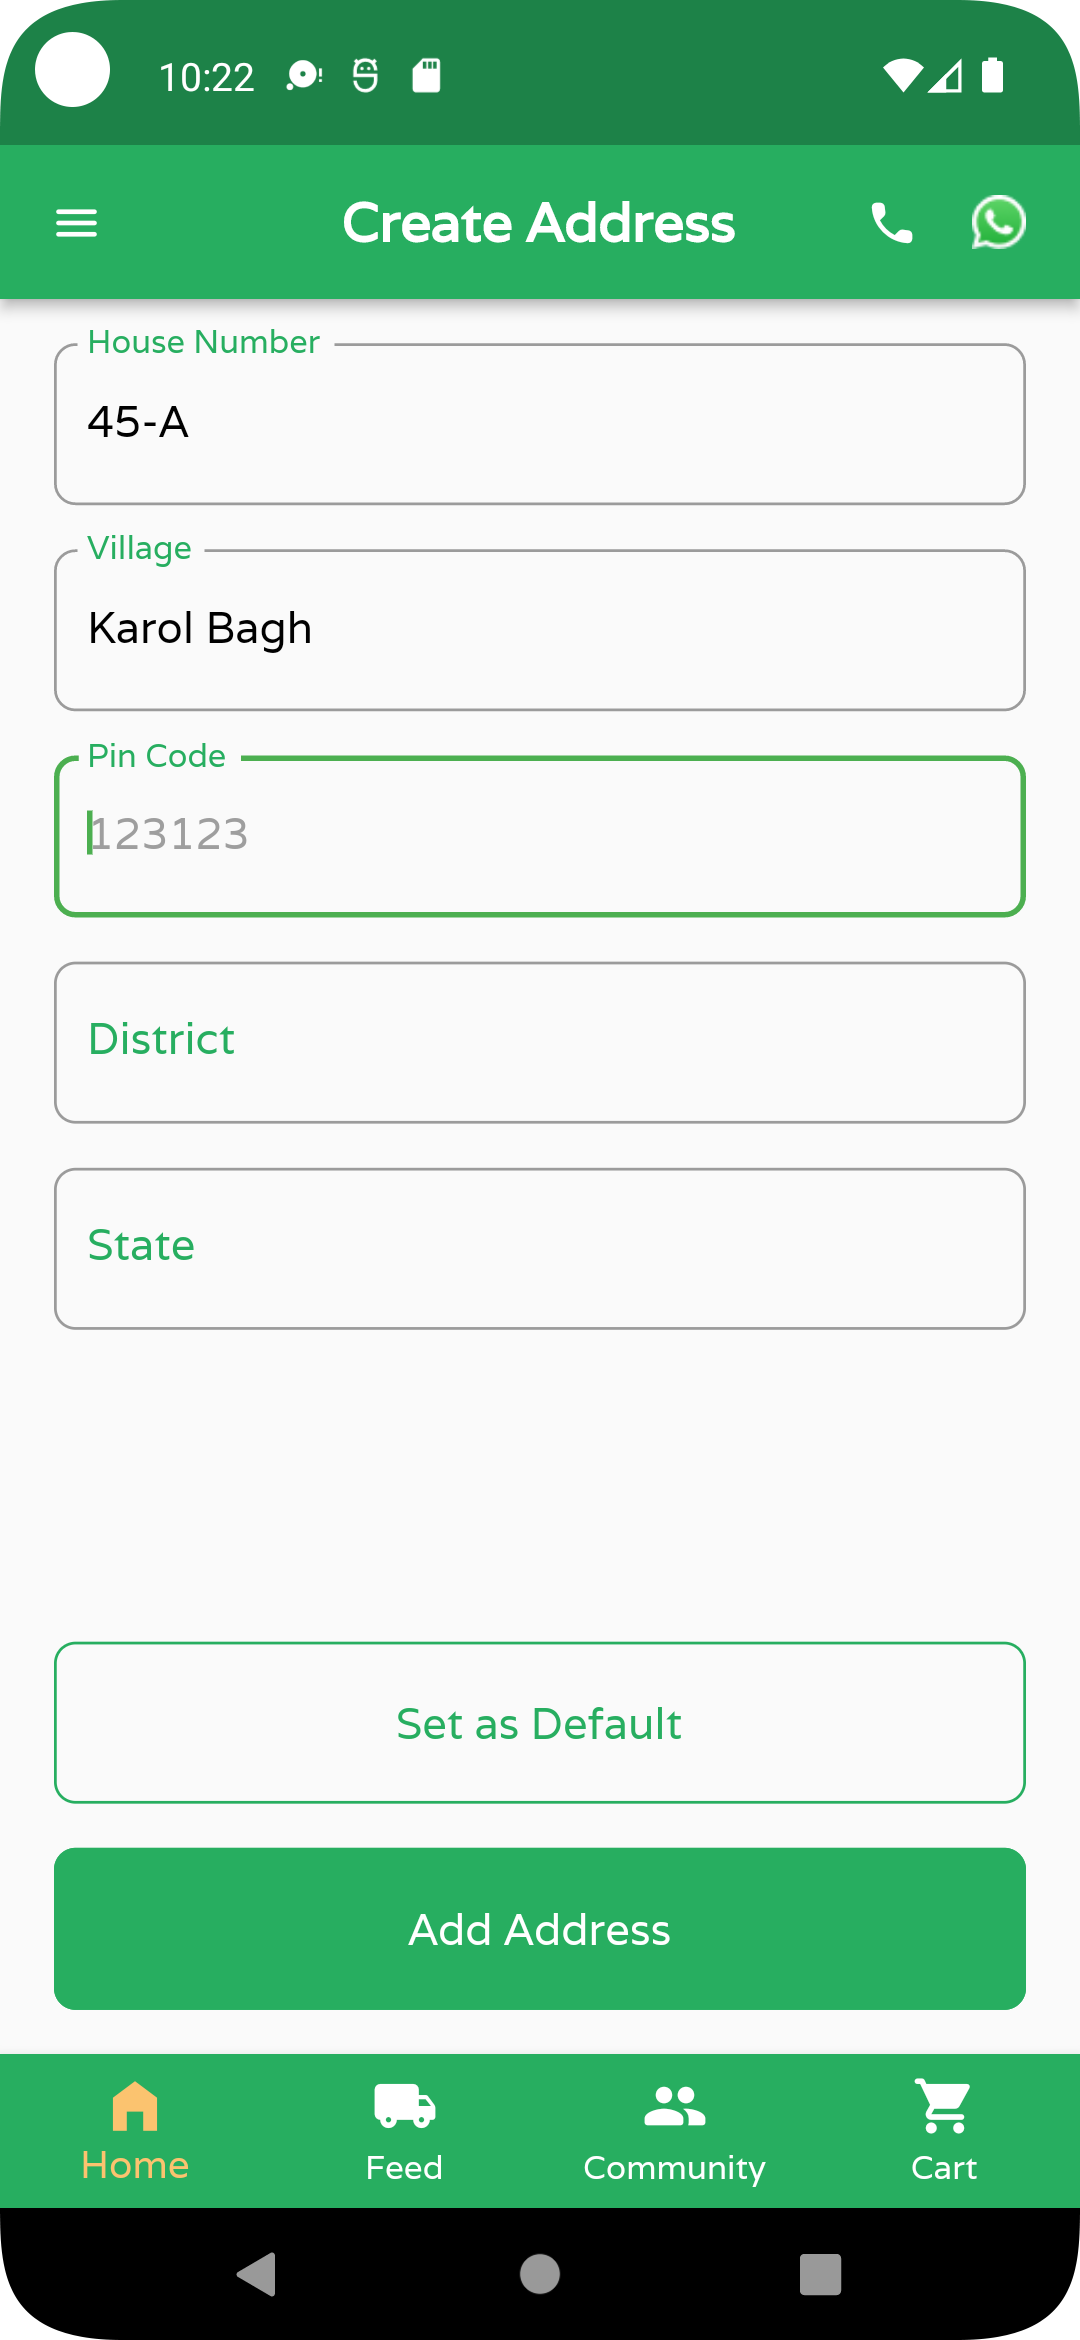 10:22
Create Address
House Number
45-A
Village
Karol Bagh
Pin Code
123123
District
State
Set as Default
Add Address
Home
Feed
Community
Cart